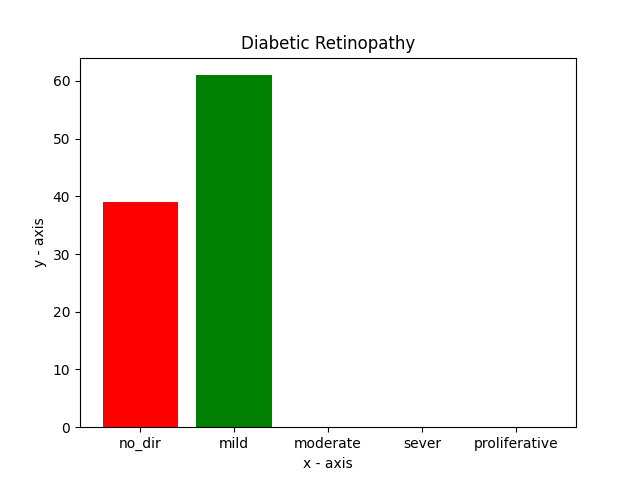 Diabetic Retinopathy
60
50
40
30
20
10
0
y - axis
no_dir mild moderate sever proliferative
x - axis